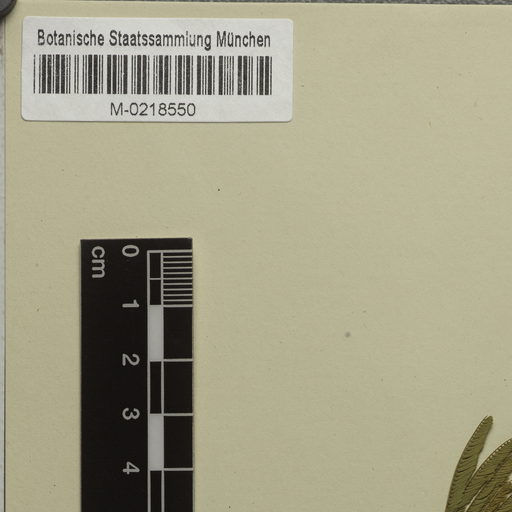 Botanische Staatssammlung München
M-0218550
cm
0
1
2
3
4